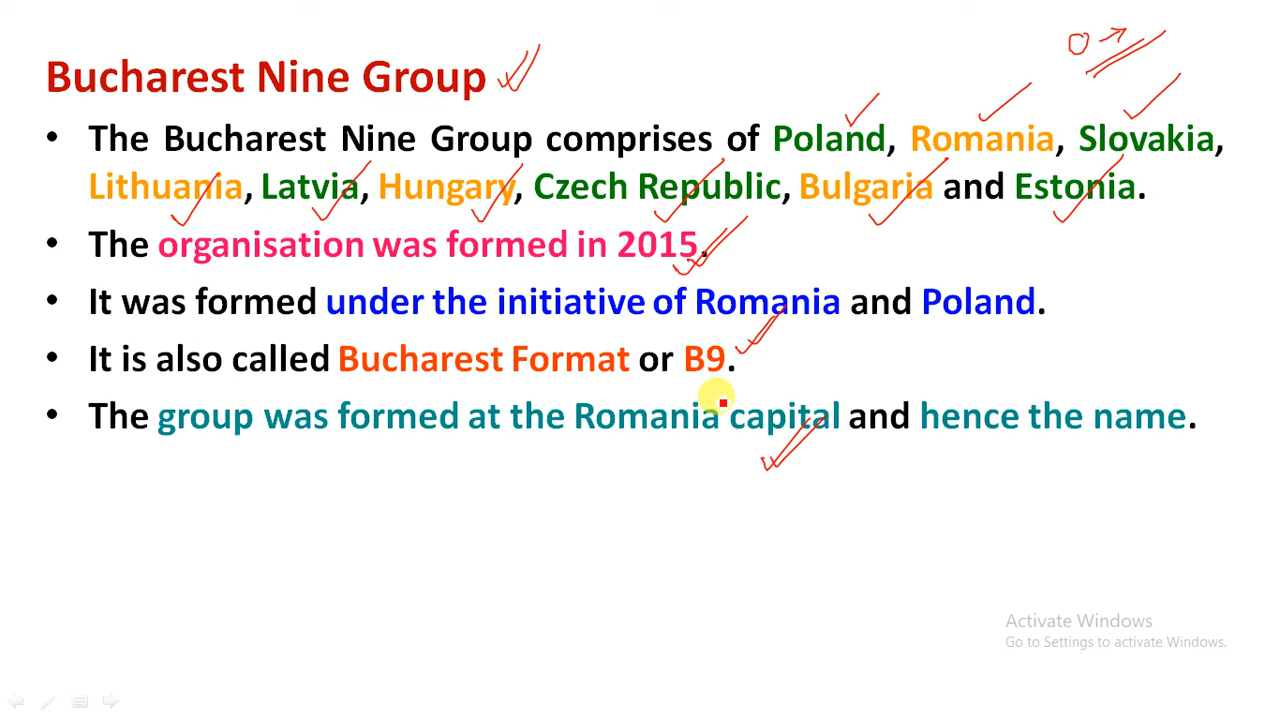 Bucharest Nine Group
• The Bucharest Nine Group comprises of Poland, Romania, Slovakia,
Lithuania, Latvia, Hungary, Czech Republic, Bulgaria and Estonia.
• The organisation was formed in 2015.
• It was formed under the initiative of Romania and Poland.
• It is also called Bucharest Format or B9.
• The group was formed at the Romania capital and hence the name.
Activate Windows
Go to Settings to activate Windows.